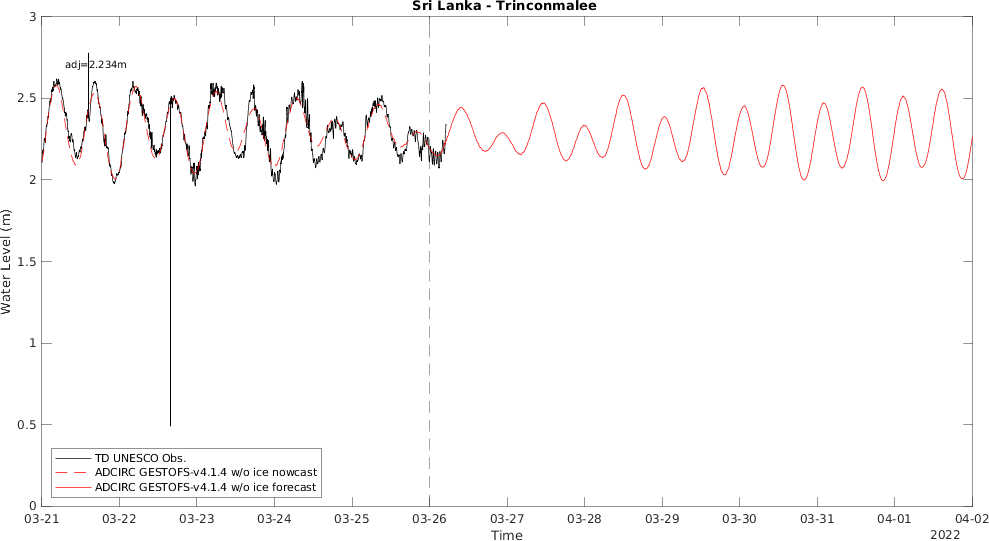 Sri Lanka - Trinconmalee
3
adj=2.234m
2.5
2
Water Level (m)
1.5
1
0.5
TD UNESCO Obs.
ADCIRC GESTOFS-v4.1.4 w/o ice nowcast
ADCIRC GESTOFS-v4.1.4 w/o ice forecast
0
03-21 03-22 03-23 03-24 03-25 03-26 03-27 03-28 03-29 03-30 03-31 04-01 04-02
Time
2022